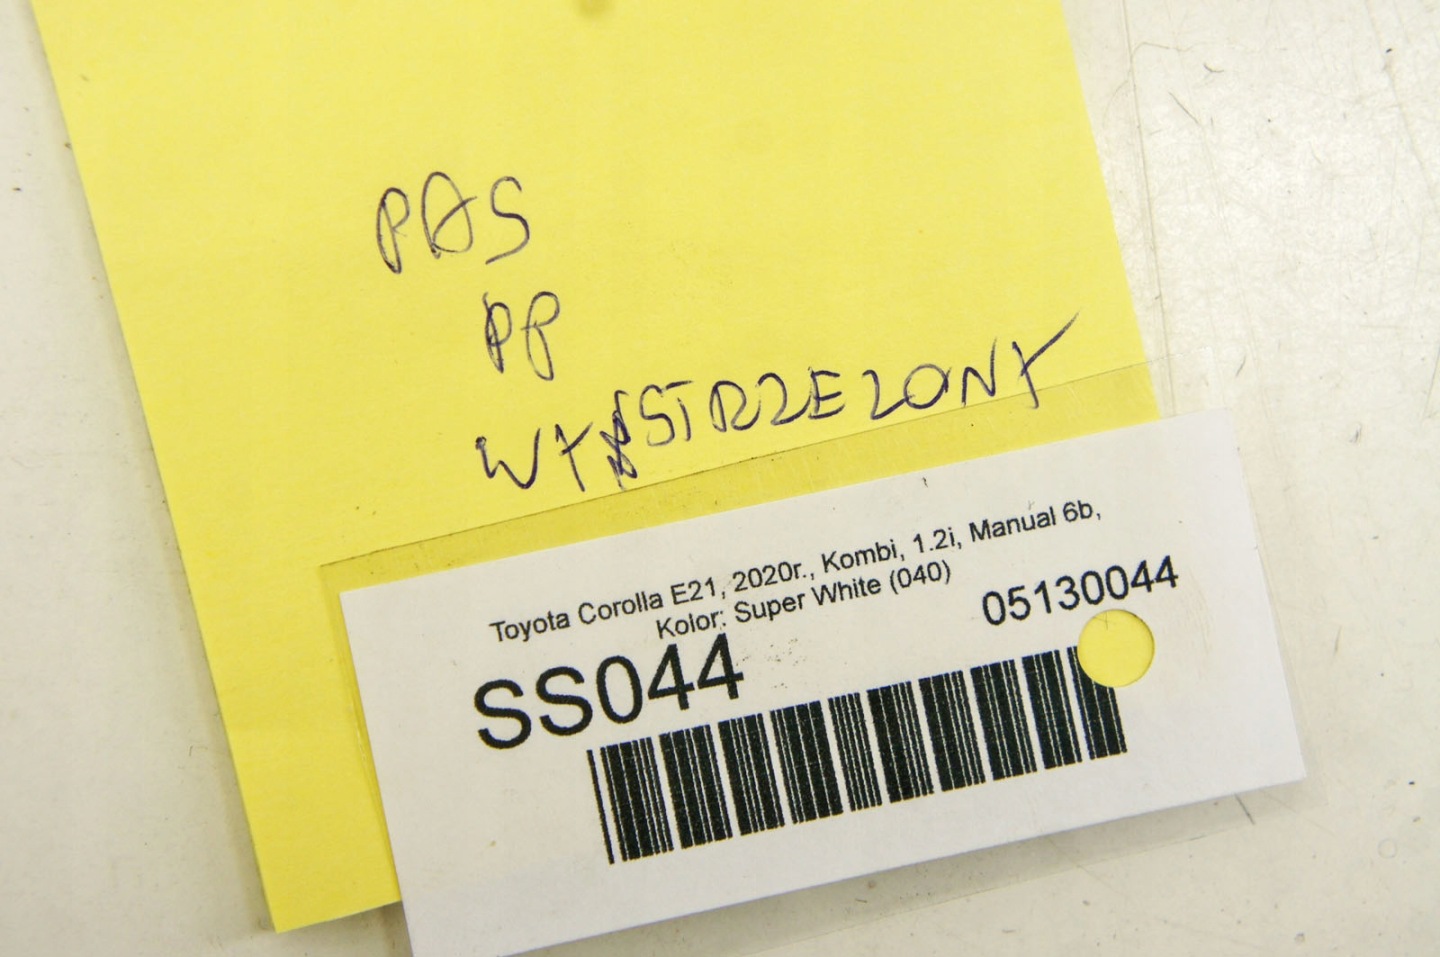 PAS
PP
WYSTRZELONY
Toyota Corolla E21, 2020r., Kombi, 1.2i, Manual 6b,
Kolor: Super White (040)
05130044
SS044